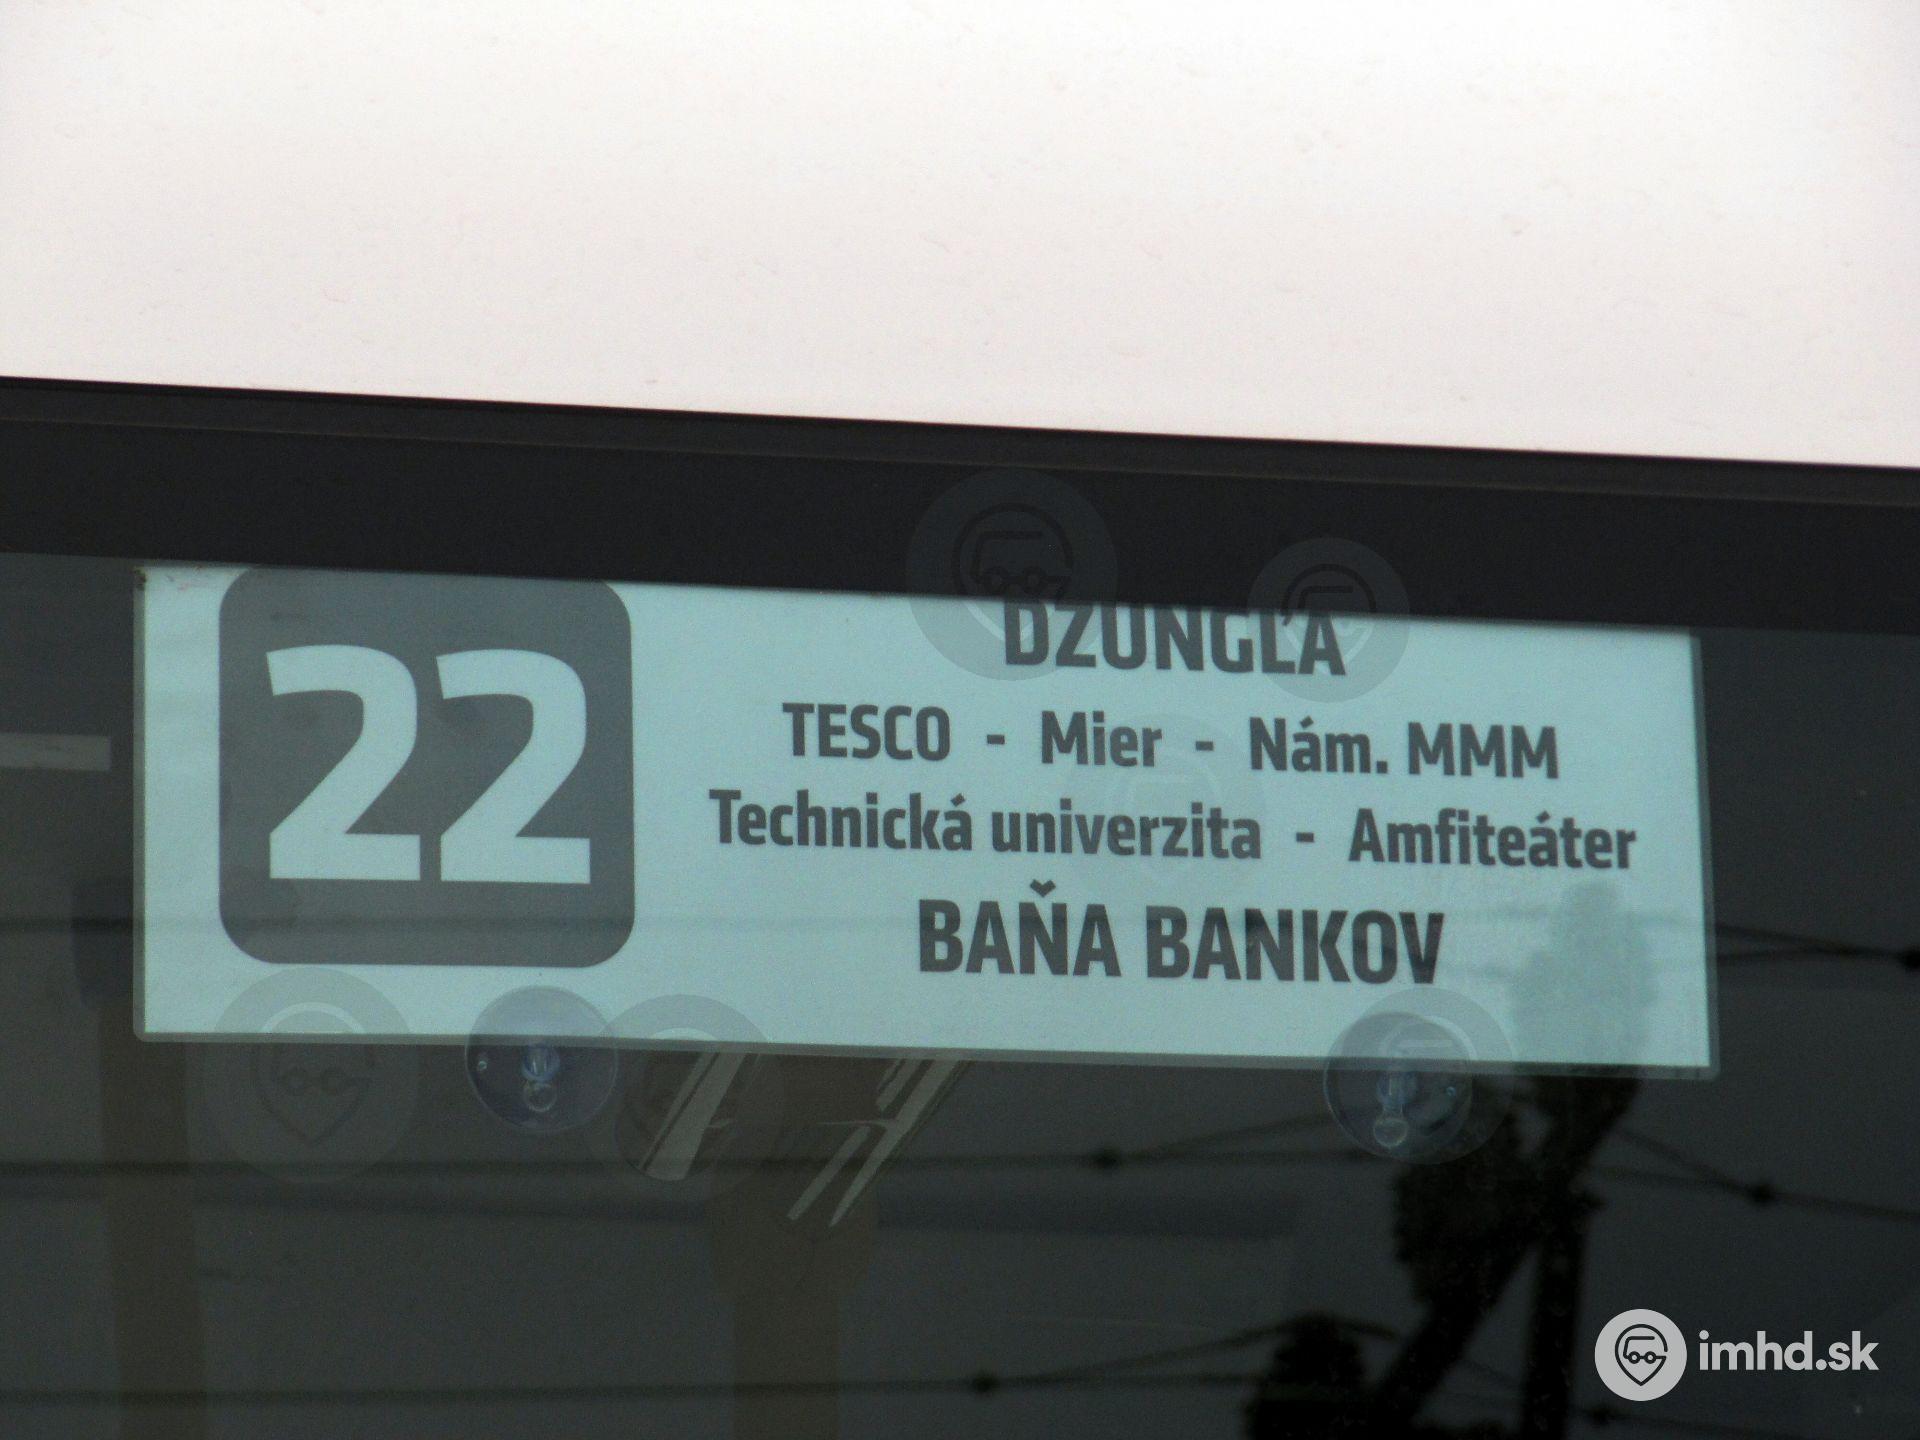 22
DŽUNGĽA
TESCO - Mier - Nám. MMM
Technická univerzita - Amfiteáter
BAŇA BANKOV
imhd.sk